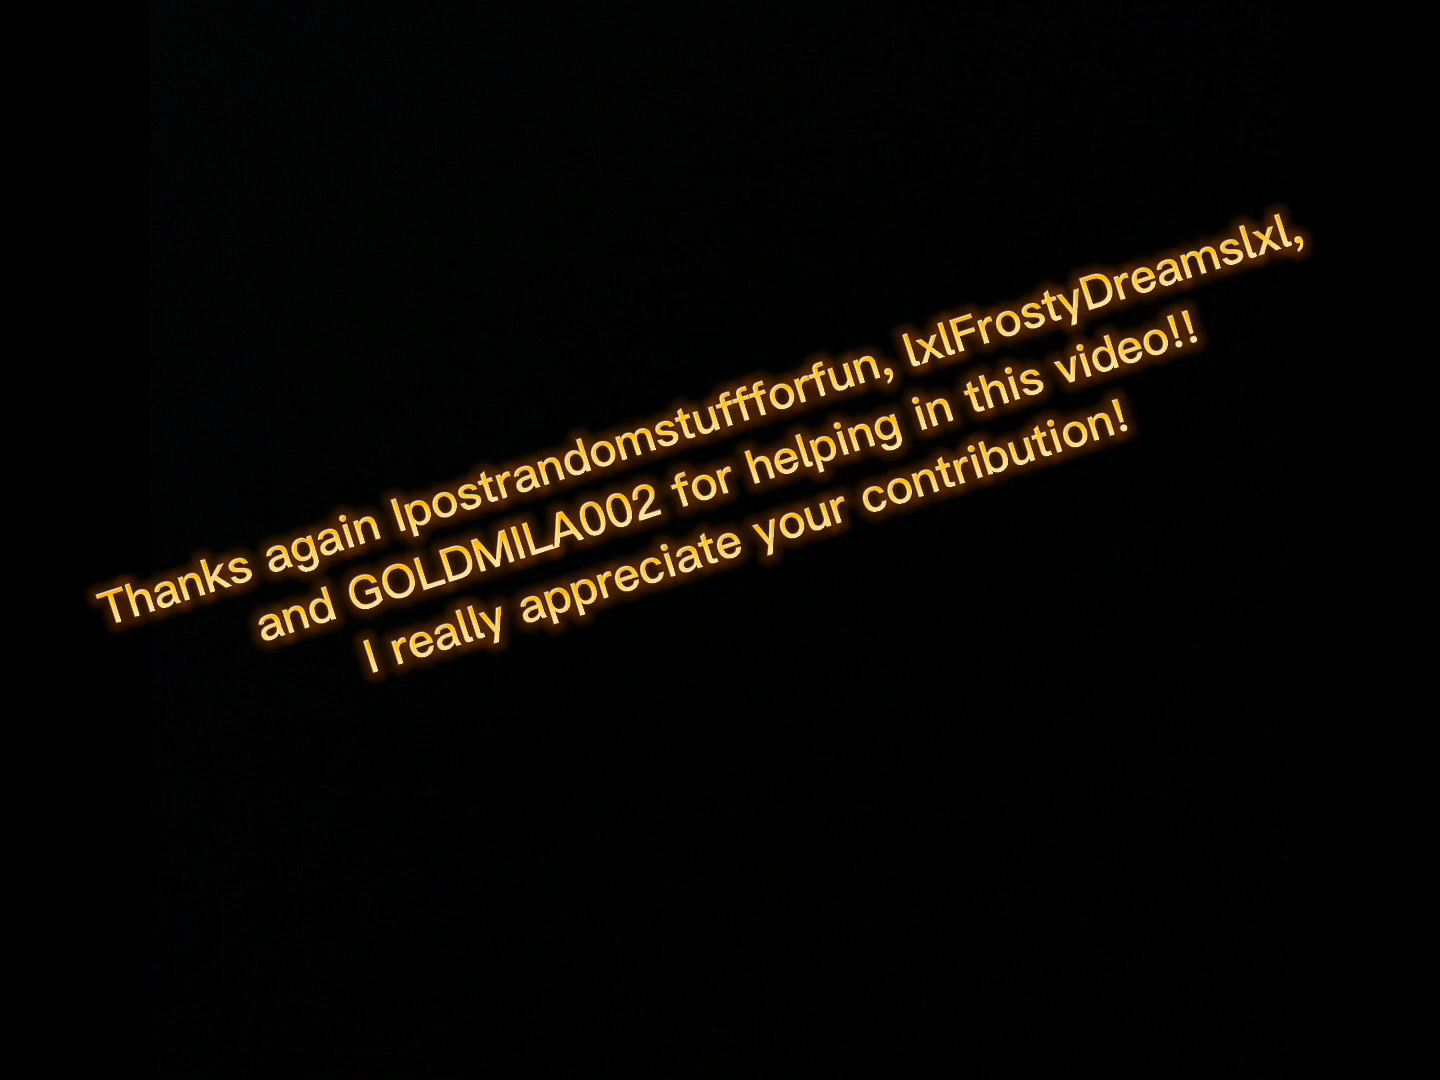 Thanks again Ipostrandomstuffforfun, lxlFrostyDreamslxl,
and GOLDMILA002 for helping in this video!!
I really appreciate your contribution!